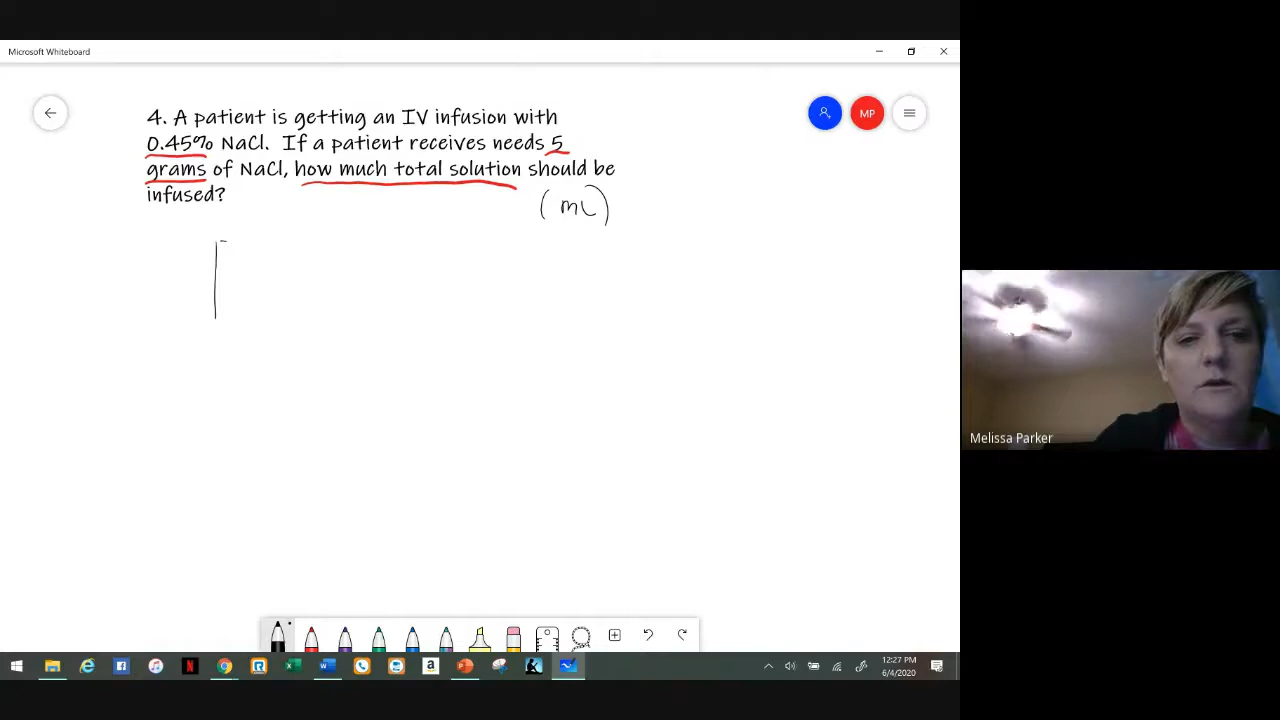 Microsoft Whiteboard
MP
4. A patient is getting an IV infusion with
0.45% NaCl. If a patient receives needs 5
grams of NaCl, how much total solution should be
infused?
(mL)
Melissa Parker
12:27 PM
6/4/2020